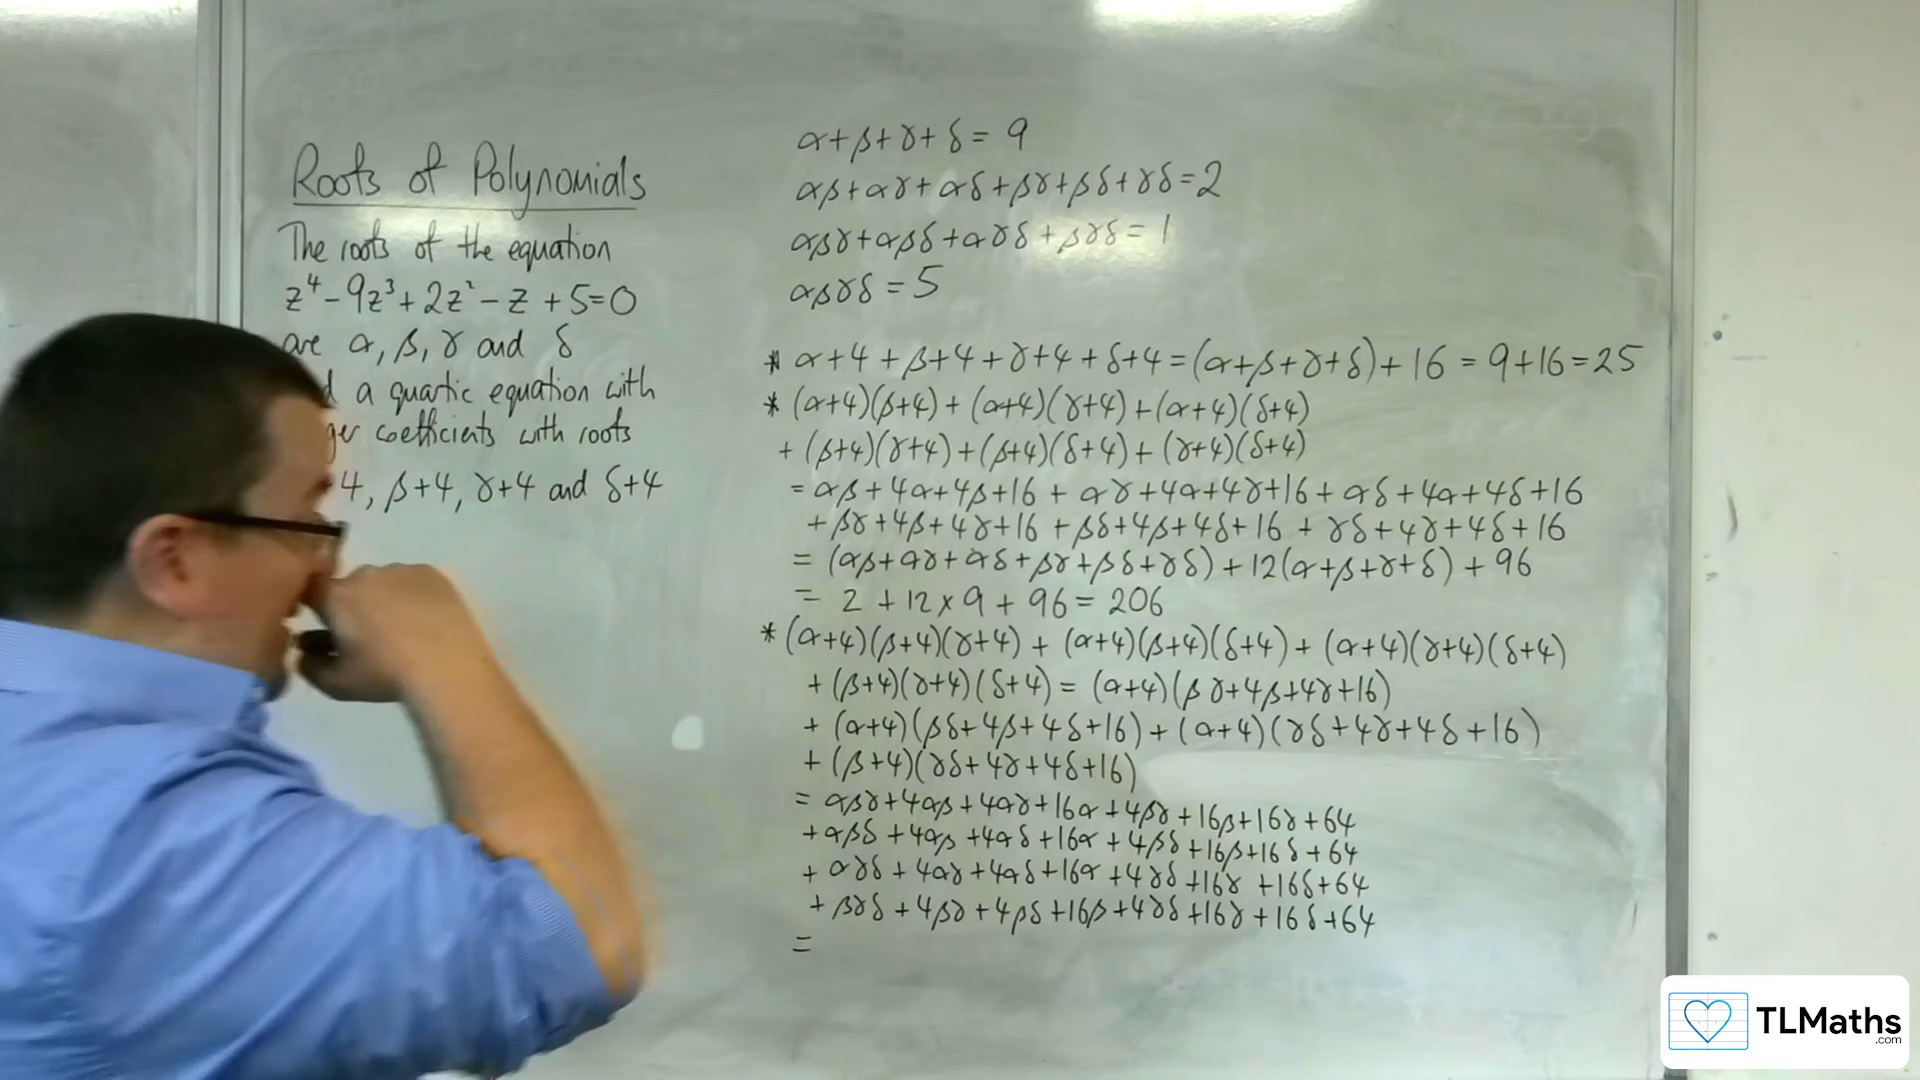 Roots of Polynomials
The roots of the equation
z⁴ - 9z³ + 2z² - z + 5 = 0
are α, β, γ and δ
a quartic equation with
coefficients with roots
4, β+4, γ+4 and δ+4
α+β+γ+δ = 9
αβ+αγ+αδ+βγ+βδ+γδ = 2
αβγ+αβδ+αγδ+βγδ = 1
αβγδ = 5
* α+4 + β+4 + γ+4 + δ+4 = (α+β+γ+δ) + 16 = 9+16 = 25
* (α+4)(β+4) + (α+4)(γ+4) + (α+4)(δ+4)
+ (β+4)(γ+4) + (β+4)(δ+4) + (γ+4)(δ+4)
= αβ+4α+4β+16 + αγ+4α+4γ+16 + αδ+4α+4δ+16
+ βγ+4β+4γ+16 + βδ+4β+4δ+16 + γδ+4γ+4δ+16
= (αβ+αγ+αδ+βγ+βδ+γδ) + 12(α+β+γ+δ) + 96
= 2 + 12×9 + 96 = 206
* (α+4)(β+4)(γ+4) + (α+4)(β+4)(δ+4) + (α+4)(γ+4)(δ+4)
+ (β+4)(γ+4)(δ+4) = (α+4)(βγ+4β+4γ+16)
+ (α+4)(βδ+4β+4δ+16) + (α+4)(γδ+4γ+4δ+16)
+ (β+4)(γδ+4γ+4δ+16)
= αβγ+4αβ+4αγ+16α+4βγ+16β+16γ+64
+ αβδ+4αβ+4αδ+16α+4βδ+16β+16δ+64
+ αγδ+4αγ+4αδ+16α+4γδ+16γ+16δ+64
+ βγδ+4βγ+4βδ+16β+4γδ+16γ+16δ+64
=
TLMaths
.com